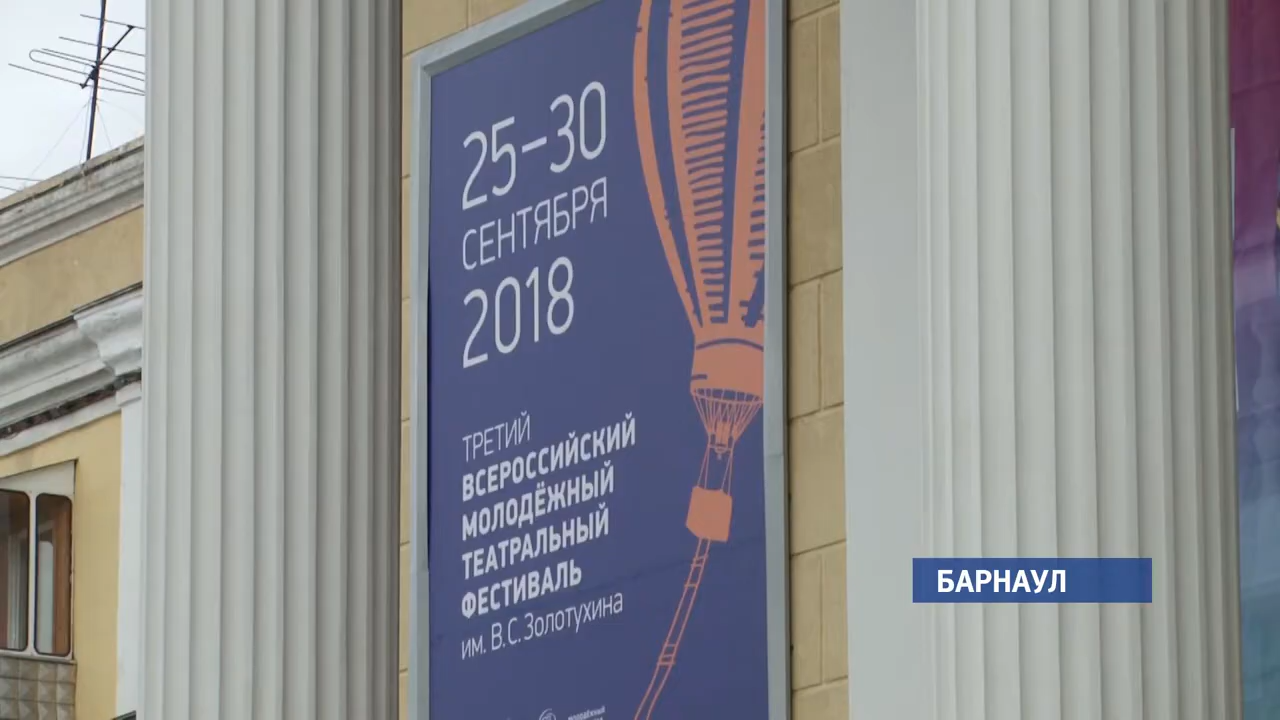 25–30
СЕНТЯБРЯ
2018
ТРЕТИЙ
ВСЕРОССИЙСКИЙ
МОЛОДЁЖНЫЙ
ТЕАТРАЛЬНЫЙ
ФЕСТИВАЛЬ
им. В. С. Золотухина
БАРНАУЛ